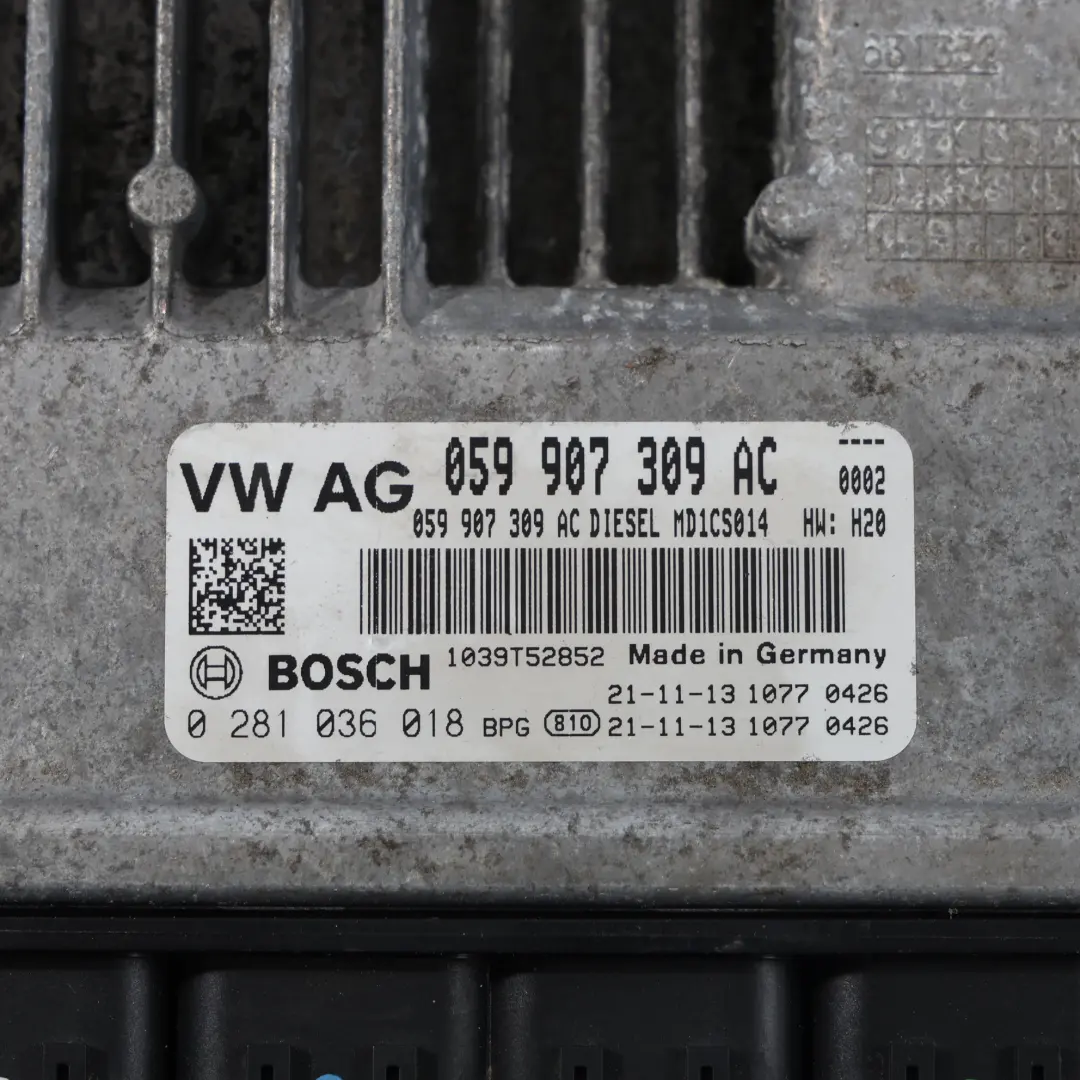 VW AG 059 907 309 AC ----
0002
059 907 309 AC DIESEL MD1CS014 HW: H20
BOSCH 1039T52852 Made in Germany
21-11-13 1077 0426
0 281 036 018 BPG 810 21-11-13 1077 0426